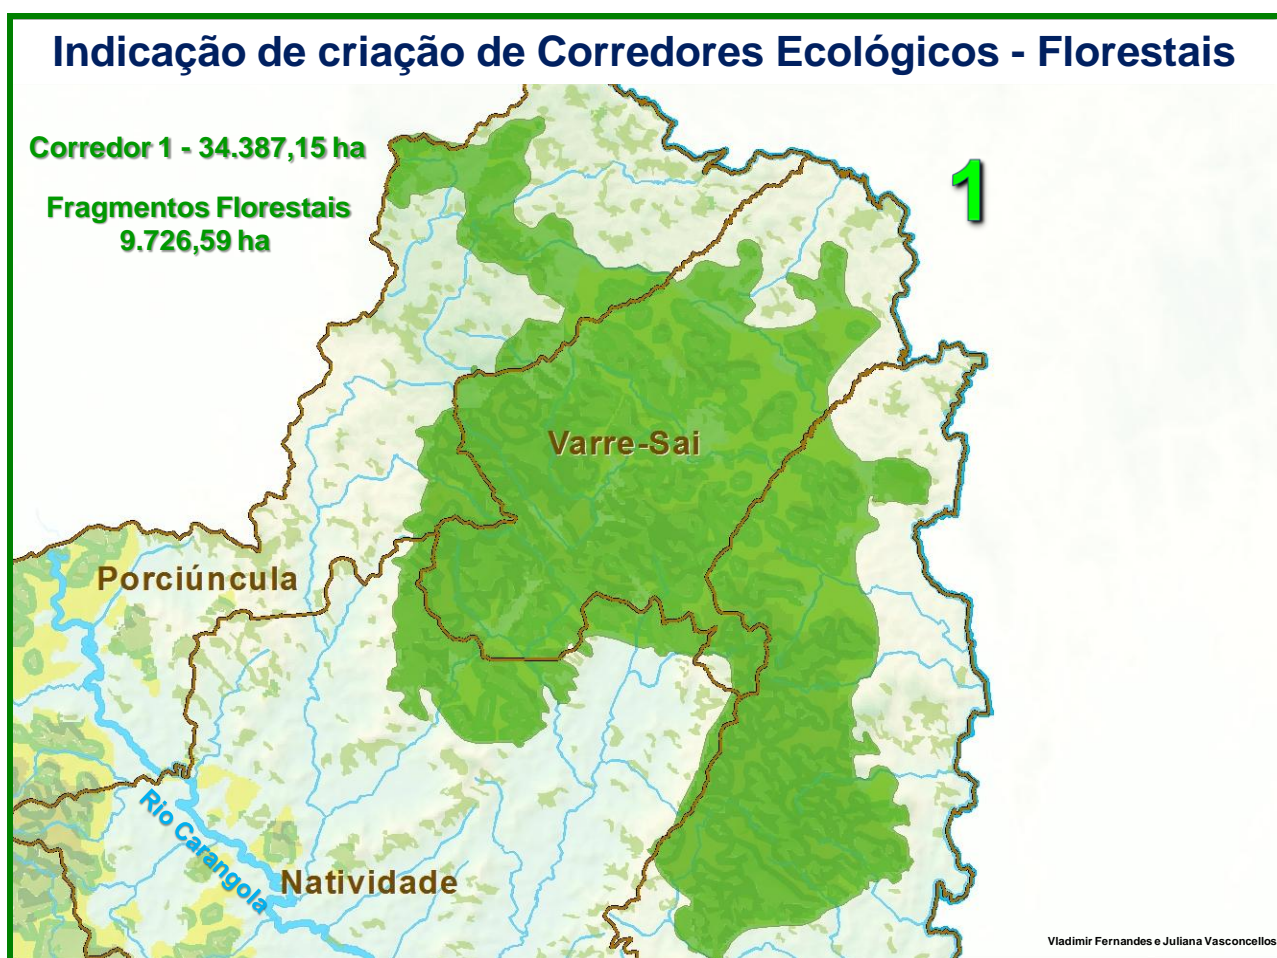 Indicação de criação de Corredores Ecológicos - Florestais
Corredor 1 - 34.387,15 ha
Fragmentos Florestais
9.726,59 ha
1
Varre-Sai
Porciúncula
Rio Carangola
Natividade
Vladimir Fernandes e Juliana Vasconcellos